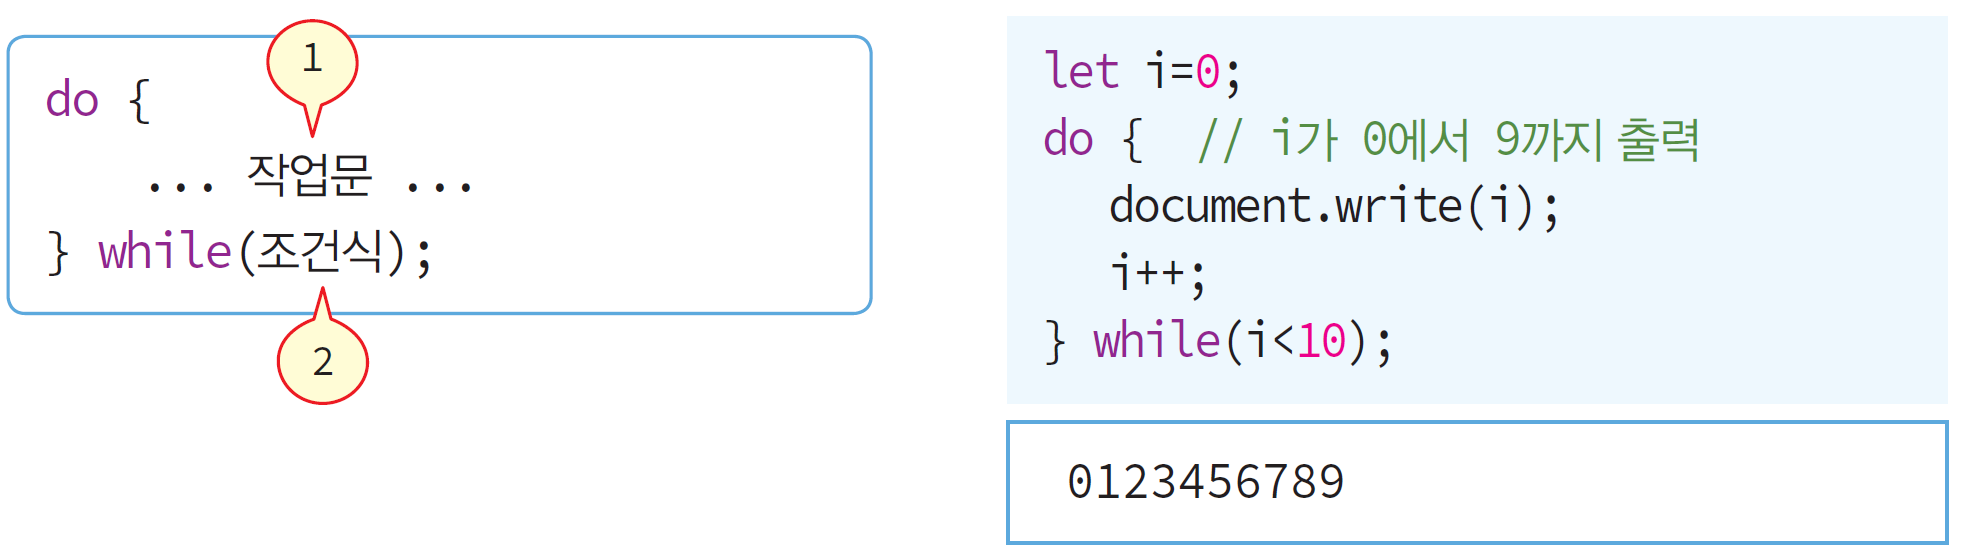 1
do {
... 작업문 ...
} while(조건식);
2
let i=0;
do { // i가 0에서 9까지 출력
document.write(i);
i++;
} while(i<10);
0123456789